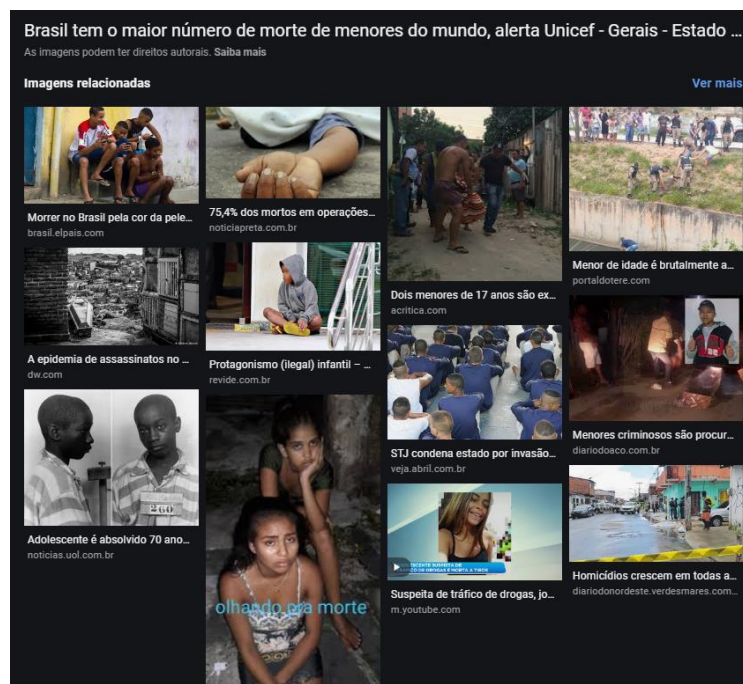 Brasil tem o maior número de morte de menores do mundo, alerta Unicef - Gerais - Estado ...
As imagens podem ter direitos autorais. Saiba mais
Imagens relacionadas
Ver mais
Morrer no Brasil pela cor da pele...
brasil.elpais.com
A epidemia de assassinatos no ...
dw.com
260
Adolescente é absolvido 70 ano...
noticias.uol.com.br
75,4% dos mortos em operações...
noticiapreta.com.br
Protagonismo (ilegal) infantil – ...
revide.com.br
olhando pra morte
Dois menores de 17 anos são ex...
acritica.com
STJ condena estado por invasão...
veja.abril.com.br
SUSPEITA DE
DE DROGAS E MORTA A TIROS
Suspeita de tráfico de drogas, jo...
m.youtube.com
Menor de idade é brutalmente a...
portaldotere.com
Menores criminosos são procur...
diariodoaco.com.br
Homicídios crescem em todas a...
diariodonordeste.verdesmares.com...